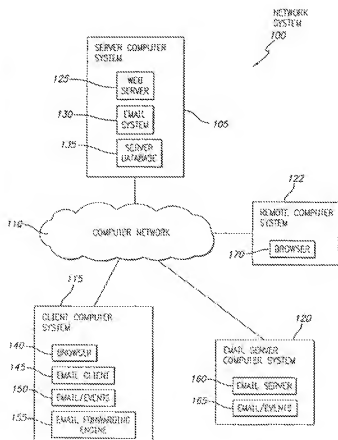 NETWORK
SYSTEM
100
SERVER COMPUTER
SYSTEM
125
WEB
SERVER
130
EMAIL
SYSTEM
105
135
SERVER
DATABASE
122
REMOTE COMPUTER
SYSTEM
110
COMPUTER NETWORK
170
BROWSER
115
CLIENT COMPUTER
SYSTEM
120
140
BROWSER
EMAIL SERVER
COMPUTER SYSTEM
145
EMAIL CLIENT
160
EMAIL SERVER
150
EMAIL/EVENTS
165
EMAIL/EVENTS
155
EMAIL FORWARDING
ENGINE